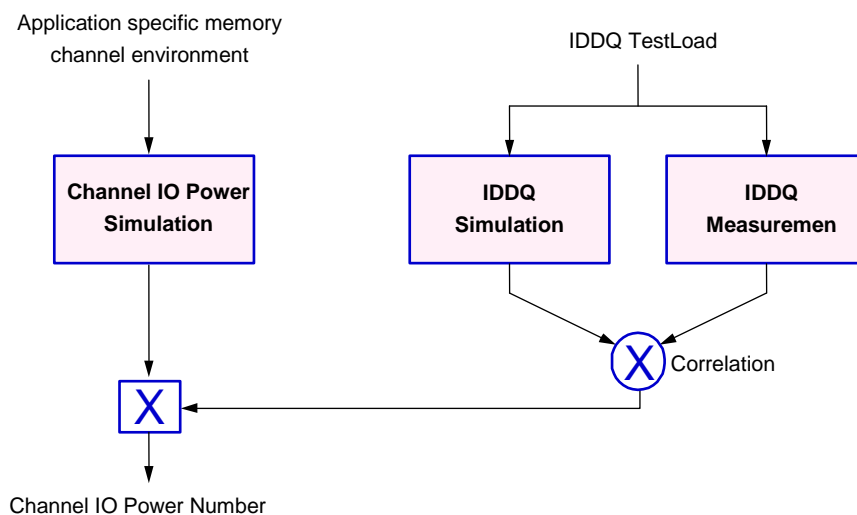 Application specific memory
channel environment
IDDQ TestLoad
Channel IO Power
Simulation
IDDQ
Simulation
IDDQ
Measuremen
X
Correlation
X
Channel IO Power Number